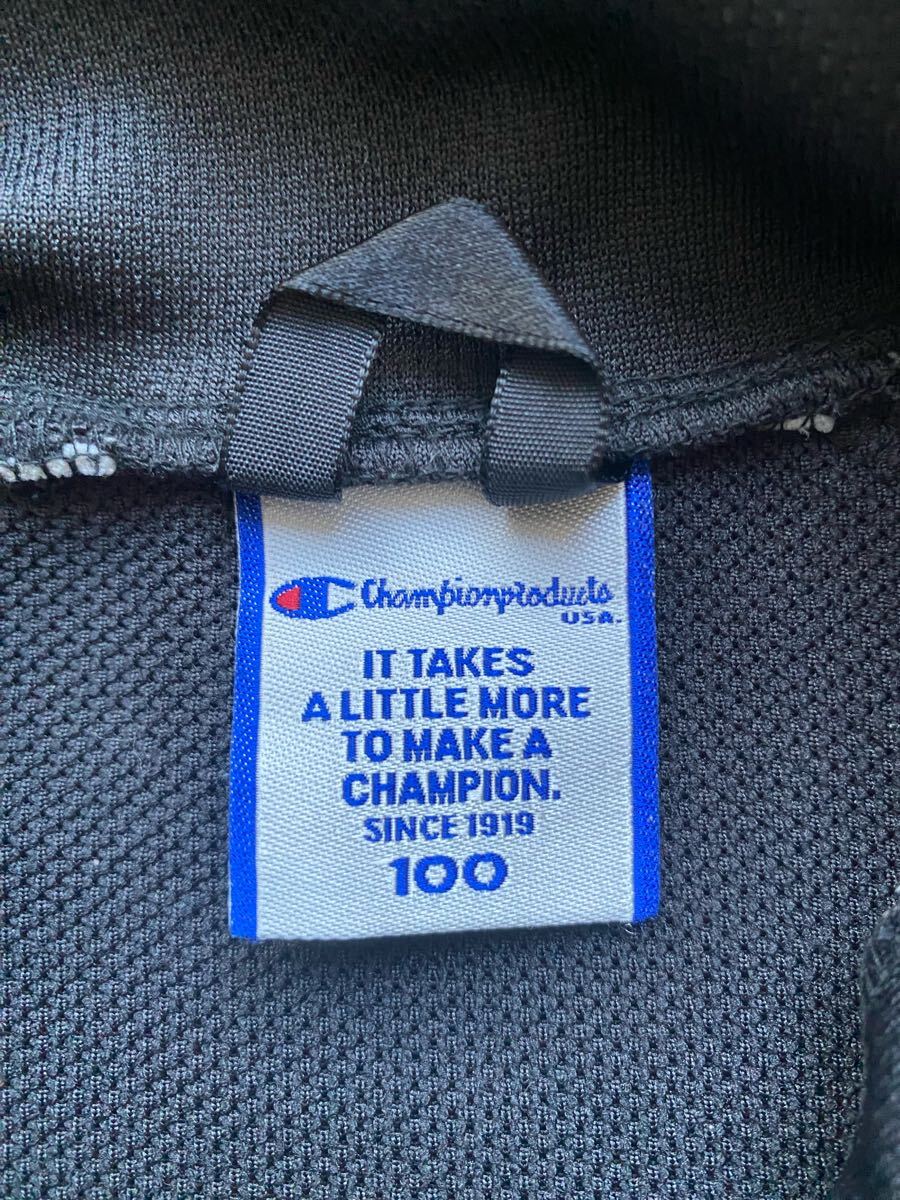 Championproducts
USA.
IT TAKES
A LITTLE MORE
TO MAKE A
CHAMPION.
SINCE 1919
100